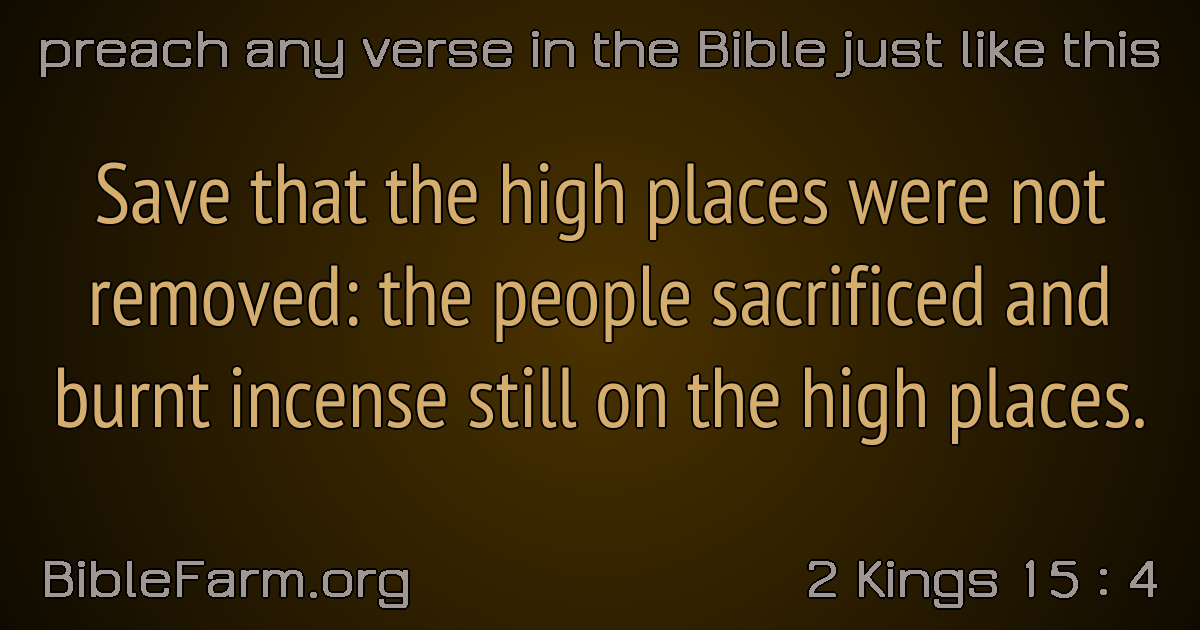 preach any verse in the Bible just like this
Save that the high places were not
removed: the people sacrificed and
burnt incense still on the high places.
BibleFarm.org
2 Kings 15 : 4